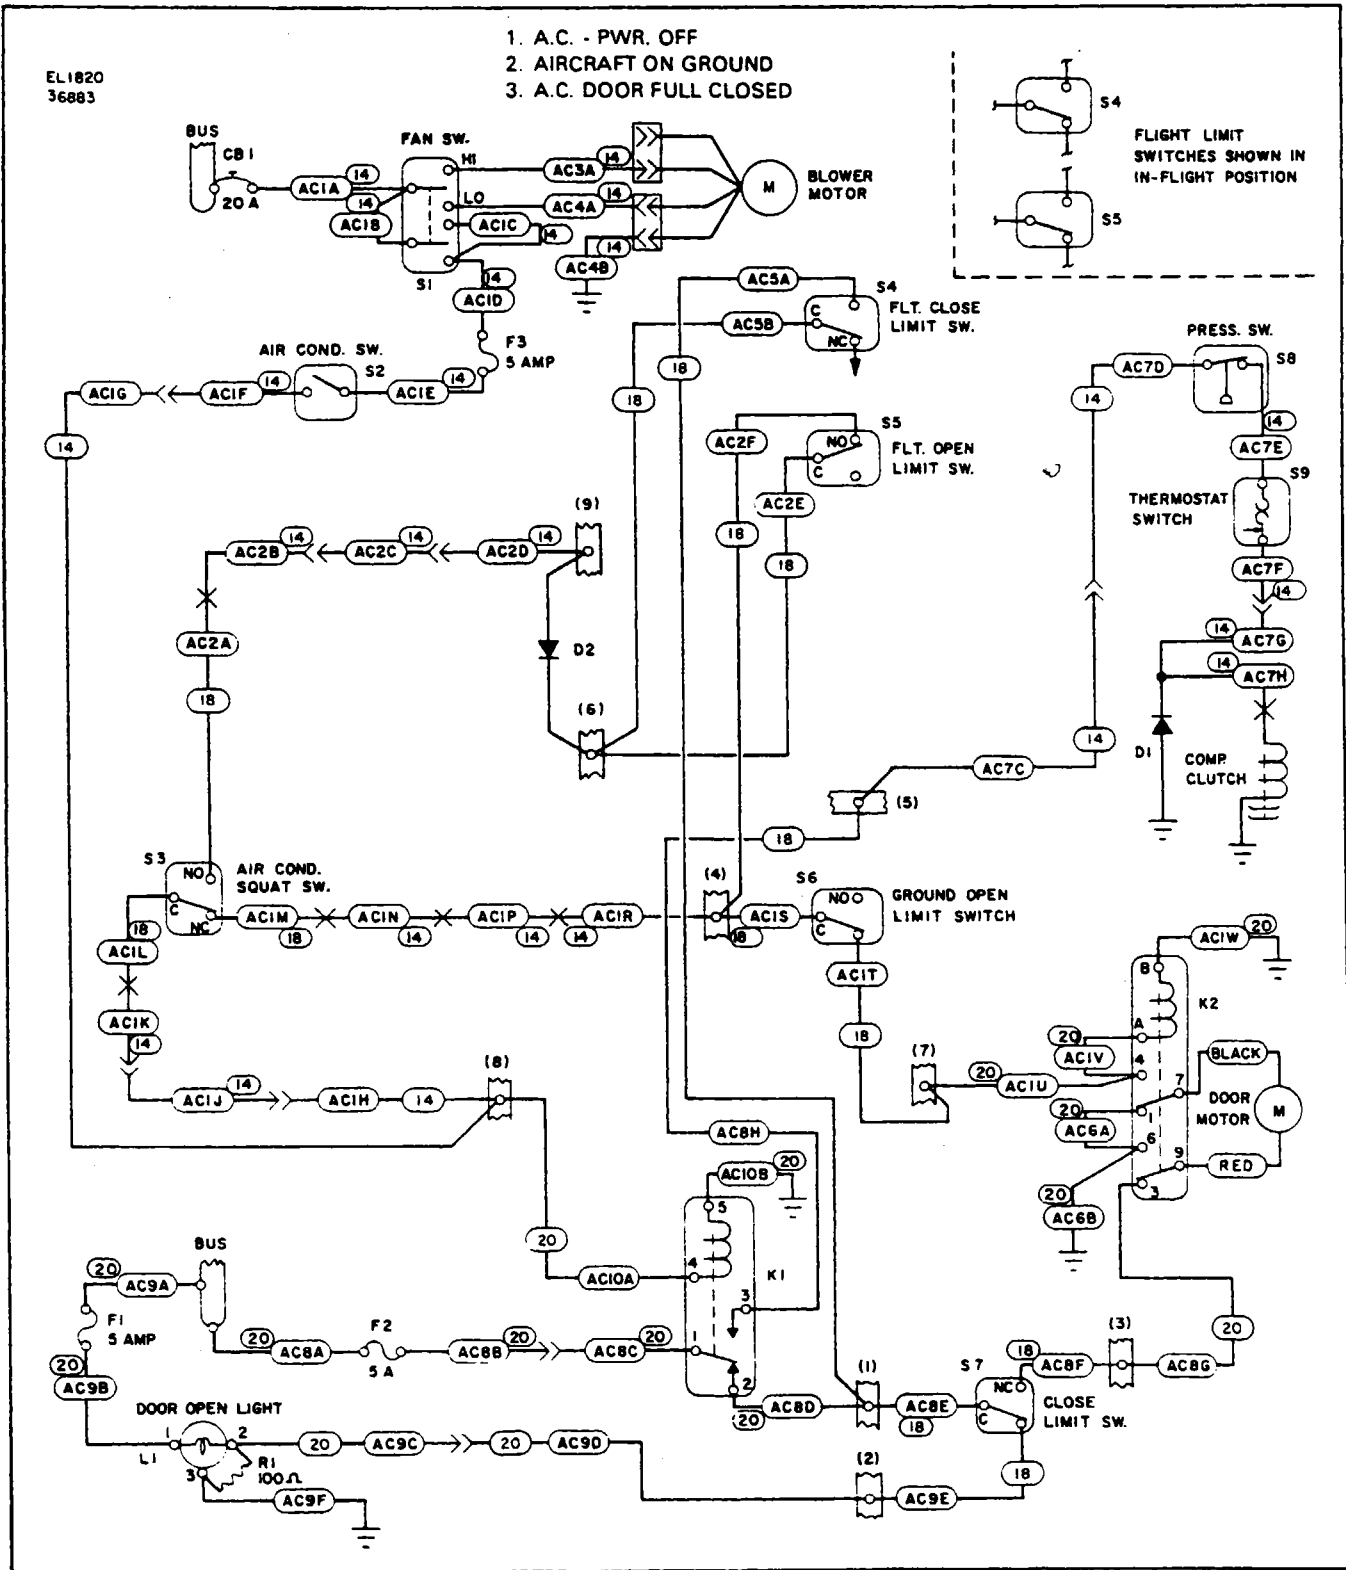 1. A.C. - PWR. OFF
2. AIRCRAFT ON GROUND
3. A.C. DOOR FULL CLOSED
EL1820
36883
BUS
CB1
20 A
AC1A
14
14
AC1B
FAN SW.
HI
LO
S1
AC3A
14
AC4A
14
AC1C
14
AC4B
14
M
BLOWER
MOTOR
S4
S5
FLIGHT LIMIT
SWITCHES SHOWN IN
IN-FLIGHT POSITION
14
AC1D
F3
5 AMP
AIR COND. SW.
S2
AC1G
AC1F
14
AC1E
14
14
AC5A
AC5B
18
18
S4
C
NC
FLT. CLOSE
LIMIT SW.
AC2F
18
S5
NO
C
FLT. OPEN
LIMIT SW.
AC2E
18
PRESS. SW.
S8
AC7D
14
14
AC7E
S9
THERMOSTAT
SWITCH
AC7F
14
14
AC7G
14
AC7H
D1
COMP.
CLUTCH
14
AC7C
(5)
18
(9)
AC2B
14
AC2C
14
AC2D
14
AC2A
18
D2
(6)
S3
NO
C
NC
AIR COND.
SQUAT SW.
AC1M
18
AC1N
14
AC1P
14
AC1R
14
(4)
AC1S
18
S6
NO
C
GROUND OPEN
LIMIT SWITCH
18
AC1L
AC1K
14
AC1J
14
AC1H
14
(8)
AC1T
18
(7)
20
AC1U
20
AC1V
20
AC6A
20
AC6B
B
A
4
1
6
3
7
9
K2
AC1W
20
BLACK
DOOR
MOTOR
M
RED
AC8H
AC10B
20
5
4
3
1
2
K1
20
AC10A
BUS
20
AC9A
F1
5 AMP
20
AC9B
20
AC8A
F2
5 A
AC8B
20
AC8C
20
20
AC8D
(1)
AC8E
18
S7
NC
C
CLOSE
LIMIT SW.
18
AC8F
(3)
AC8G
20
DOOR OPEN LIGHT
1
2
3
L1
R1
100Ω
AC9F
20
AC9C
20
AC9D
(2)
AC9E
18